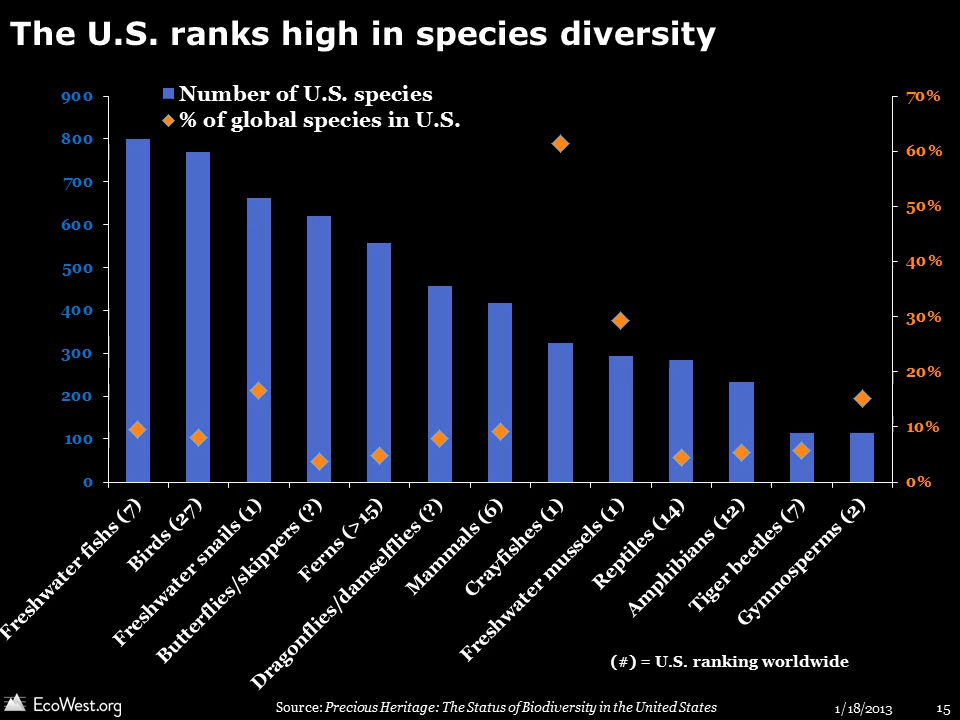 The U.S. ranks high in species diversity
Number of U.S. species
% of global species in U.S.
900
800
700
600
500
400
300
200
100
0
70%
60%
50%
40%
30%
20%
10%
0%
Freshwater fishs (7)
Birds (27)
Freshwater snails (1)
Butterflies/skippers (?)
Ferns (>15)
Dragonflies/damselflies (?)
Mammals (6)
Crayfishes (1)
Freshwater mussels (1)
Reptiles (14)
Amphibians (12)
Tiger beetles (7)
Gymnosperms (2)
(#) = U.S. ranking worldwide
EcoWest.org
Source: Precious Heritage: The Status of Biodiversity in the United States
1/18/2013
15